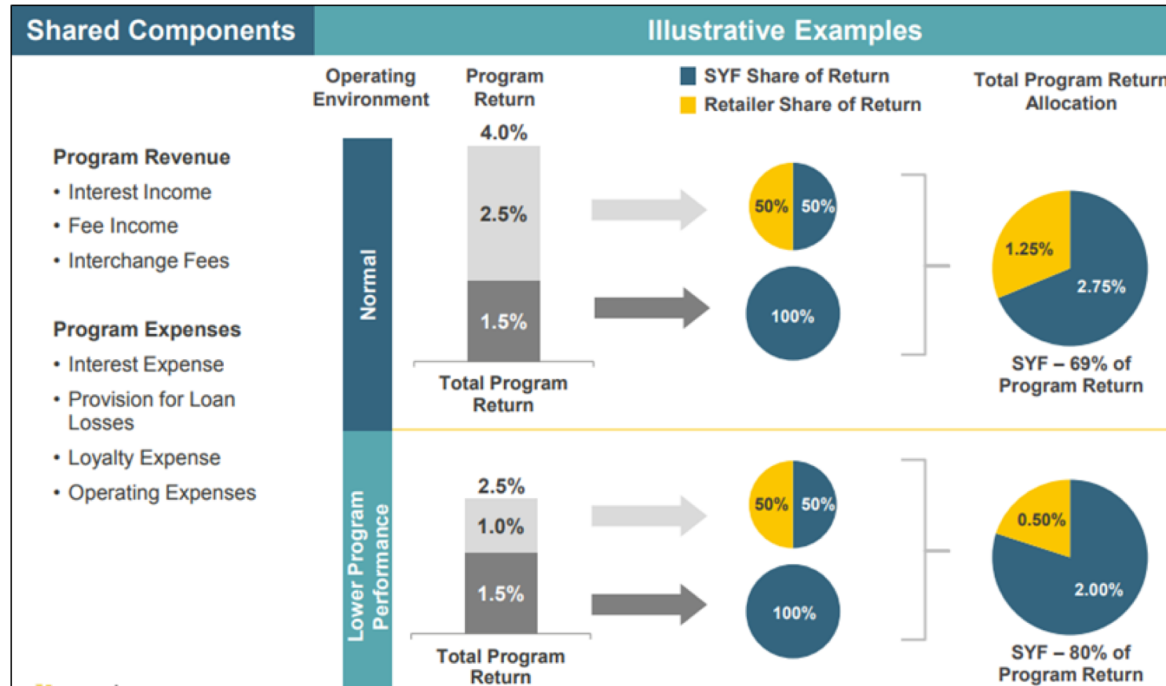 Shared Components
Illustrative Examples
Operating
Environment
Program
Return
SYF Share of Return
Retailer Share of Return
Total Program Return
Allocation
Program Revenue
• Interest Income
• Fee Income
• Interchange Fees
Program Expenses
• Interest Expense
• Provision for Loan
Losses
• Loyalty Expense
• Operating Expenses
Normal
4.0%
2.5%
1.5%
Total Program
Return
50%
50%
100%
1.25%
2.75%
SYF – 69% of
Program Return
Lower Program
Performance
2.5%
1.0%
1.5%
Total Program
Return
50%
50%
100%
0.50%
2.00%
SYF – 80% of
Program Return